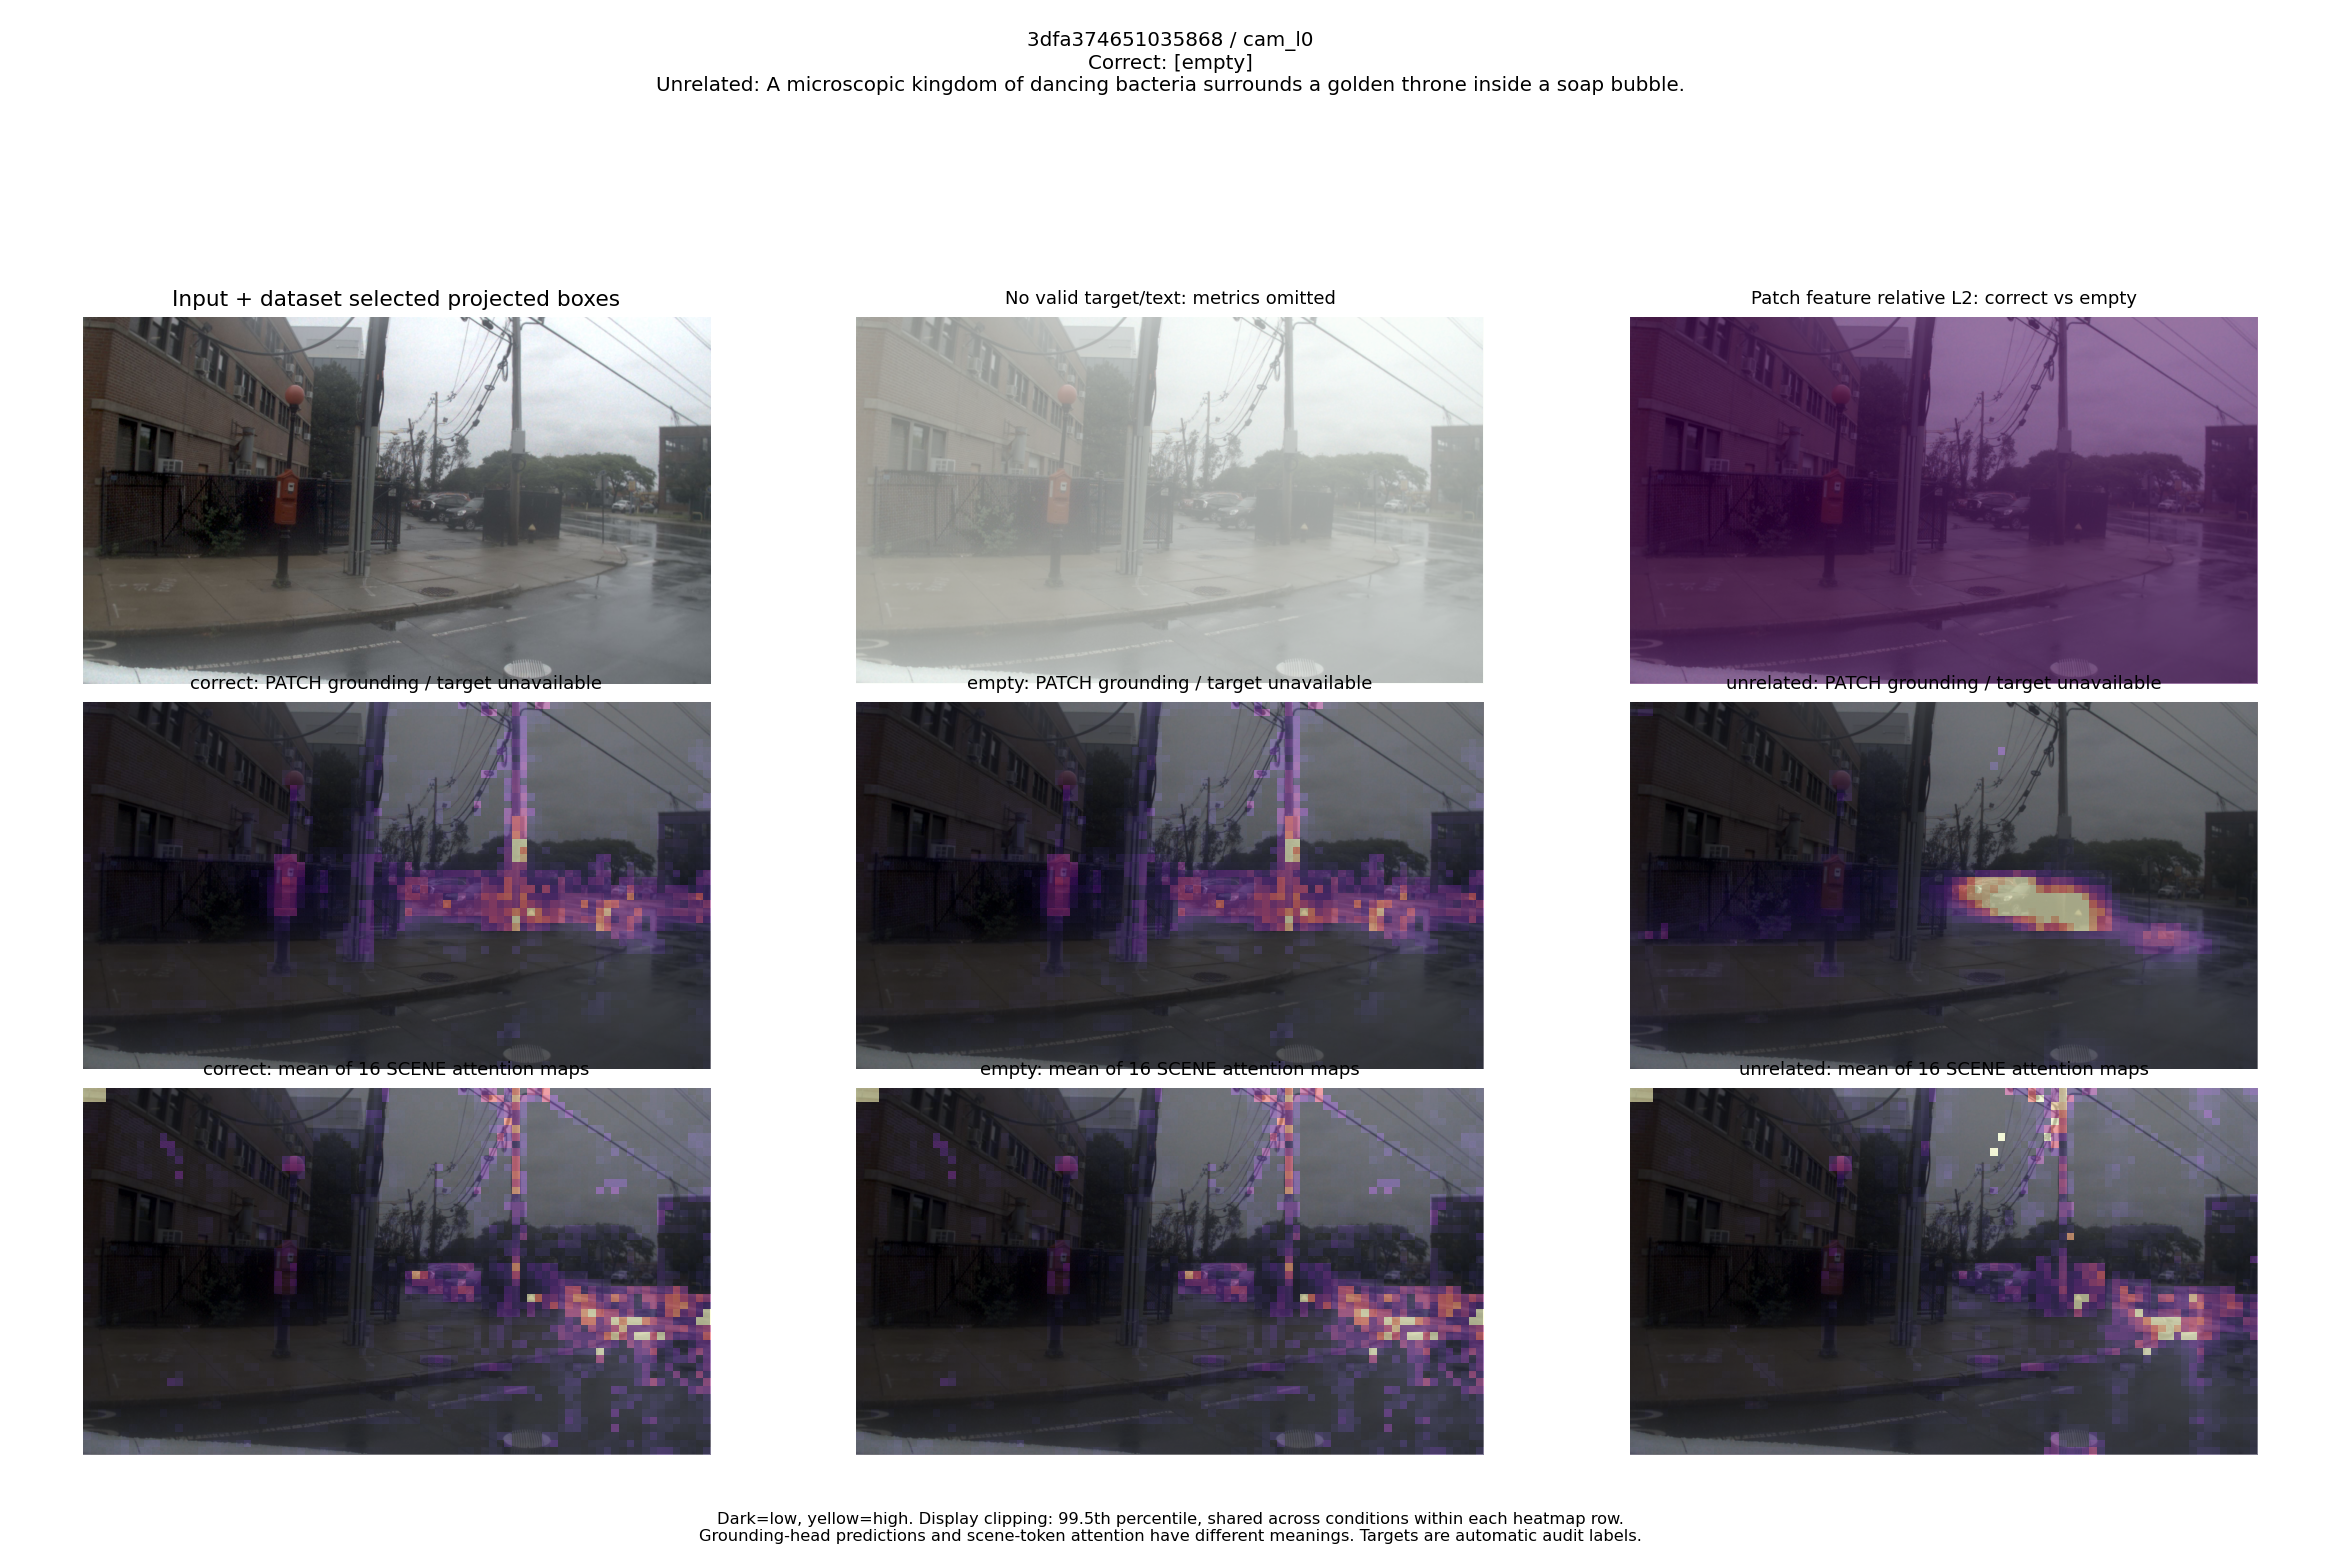 3dfa374651035868 / cam_l0
Correct: [empty]
Unrelated: A microscopic kingdom of dancing bacteria surrounds a golden throne inside a soap bubble.
Input + dataset selected projected boxes
No valid target/text: metrics omitted
Patch feature relative L2: correct vs empty
correct: PATCH grounding / target unavailable
empty: PATCH grounding / target unavailable
unrelated: PATCH grounding / target unavailable
correct: mean of 16 SCENE attention maps
empty: mean of 16 SCENE attention maps
unrelated: mean of 16 SCENE attention maps
Dark=low, yellow=high. Display clipping: 99.5th percentile, shared across conditions within each heatmap row.
Grounding-head predictions and scene-token attention have different meanings. Targets are automatic audit labels.